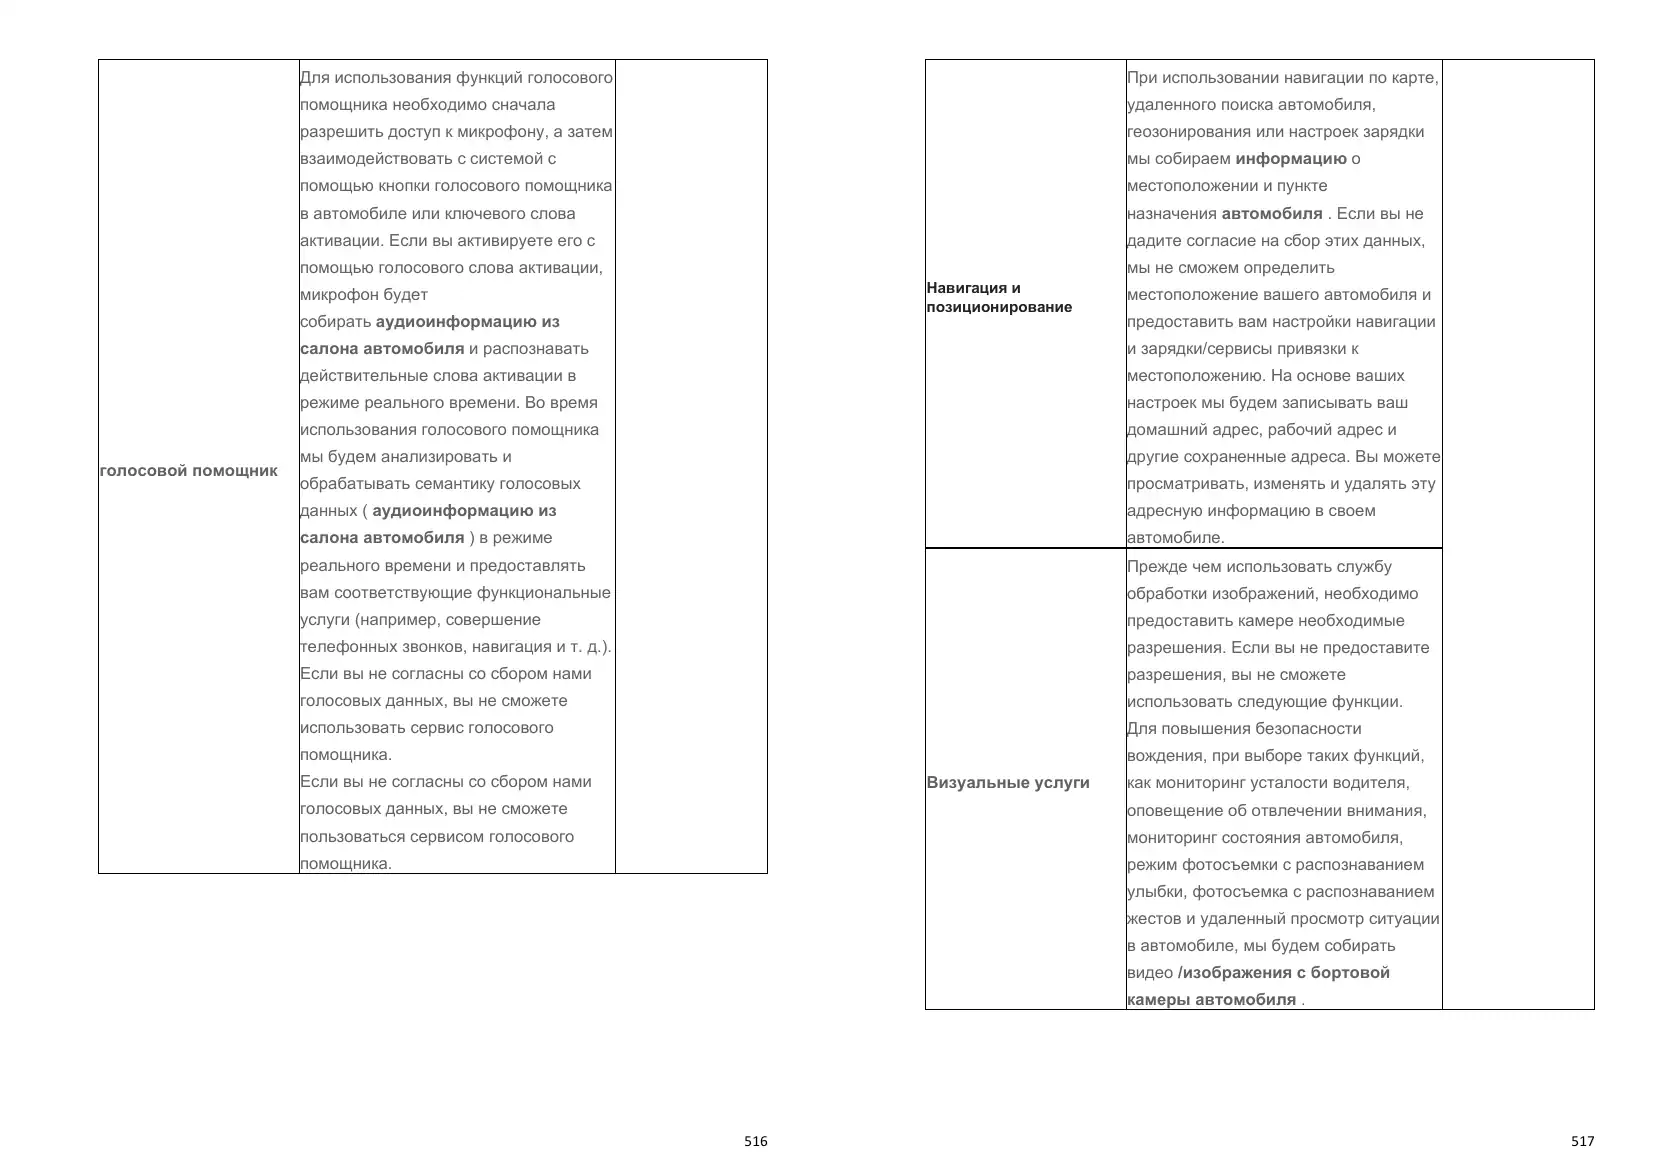 голосовой помощник
Для использования функций голосового
помощника необходимо сначала
разрешить доступ к микрофону, а затем
взаимодействовать с системой с
помощью кнопки голосового помощника
в автомобиле или ключевого слова
активации. Если вы активируете его с
помощью голосового слова активации,
микрофон будет
собирать аудиоинформацию из
салона автомобиля и распознавать
действительные слова активации в
режиме реального времени. Во время
использования голосового помощника
мы будем анализировать и
обрабатывать семантику голосовых
данных ( аудиоинформацию из
салона автомобиля ) в режиме
реального времени и предоставлять
вам соответствующие функциональные
услуги (например, совершение
телефонных звонков, навигация и т. д.).
Если вы не согласны со сбором нами
голосовых данных, вы не сможете
использовать сервис голосового
помощника.
Если вы не согласны со сбором нами
голосовых данных, вы не сможете
пользоваться сервисом голосового
помощника.
516
Навигация и
позиционирование
При использовании навигации по карте,
удаленного поиска автомобиля,
геозонирования или настроек зарядки
мы собираем информацию о
местоположении и пункте
назначения автомобиля . Если вы не
дадите согласие на сбор этих данных,
мы не сможем определить
местоположение вашего автомобиля и
предоставить вам настройки навигации
и зарядки/сервисы привязки к
местоположению. На основе ваших
настроек мы будем записывать ваш
домашний адрес, рабочий адрес и
другие сохраненные адреса. Вы можете
просматривать, изменять и удалять эту
адресную информацию в своем
автомобиле.
Визуальные услуги
Прежде чем использовать службу
обработки изображений, необходимо
предоставить камере необходимые
разрешения. Если вы не предоставите
разрешения, вы не сможете
использовать следующие функции.
Для повышения безопасности
вождения, при выборе таких функций,
как мониторинг усталости водителя,
оповещение об отвлечении внимания,
мониторинг состояния автомобиля,
режим фотосъемки с распознаванием
улыбки, фотосъемка с распознаванием
жестов и удаленный просмотр ситуации
в автомобиле, мы будем собирать
видео /изображения с бортовой
камеры автомобиля .
517